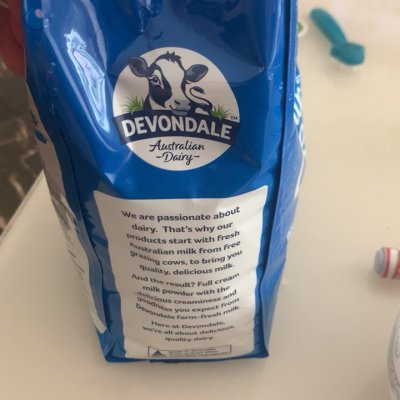 DEVONDALE™
Australian
-Dairy-
We are passionate about
dairy. That's why our
products start with fresh
Australian milk from free
grazing cows, to bring you
quality, delicious milk.
And the result? Full cream
milk powder with the
delicious creaminess and
goodness you expect from
Devondale farm-fresh milk.
Here at Devondale,
we're all about delicious,
quality dairy.